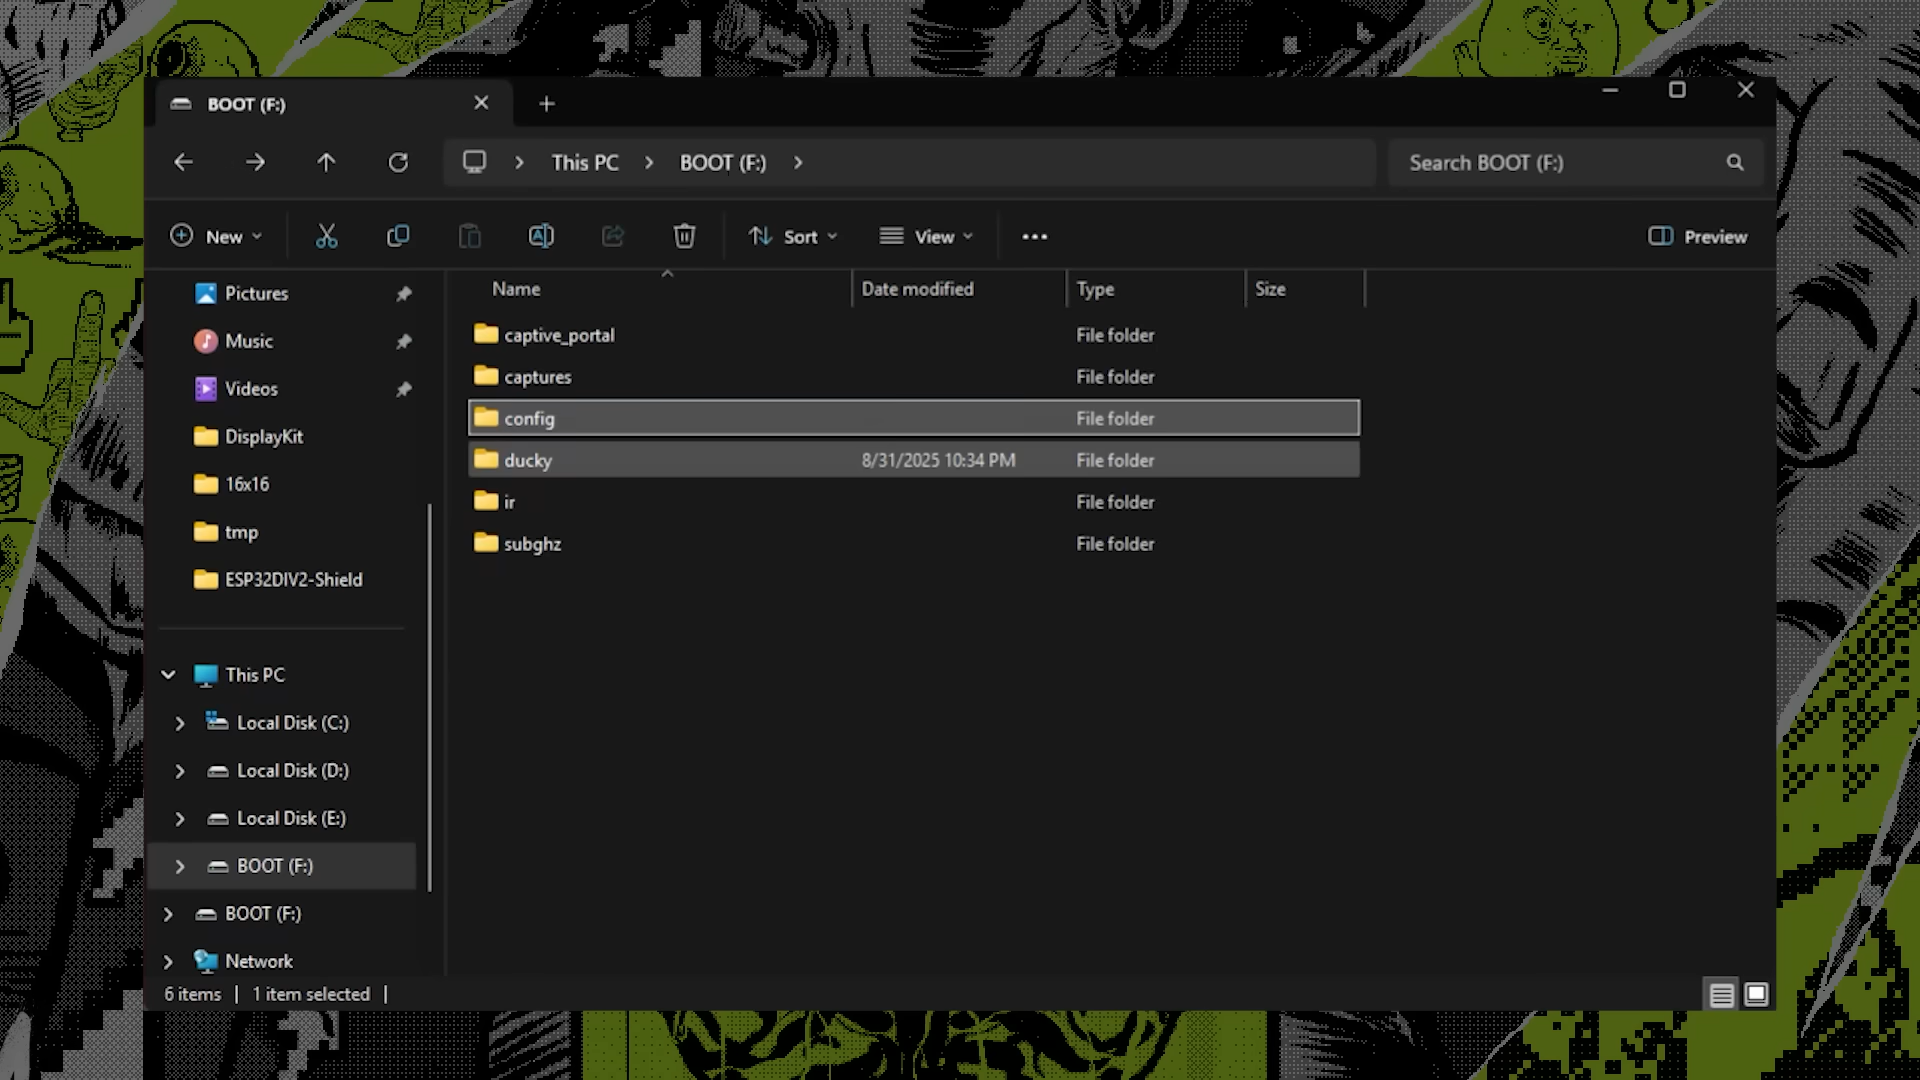 BOOT (F:)
This PC
BOOT (F:)
Search BOOT (F:)
New
Sort
View
Preview
Name
Date modified
Type
Size
Pictures
Music
Videos
DisplayKit
16x16
tmp
ESP32DIV2-Shield
This PC
Local Disk (C:)
Local Disk (D:)
Local Disk (E:)
BOOT (F:)
BOOT (F:)
Network
captive_portal
File folder
captures
File folder
config
File folder
ducky
8/31/2025 10:34 PM
File folder
ir
File folder
subghz
File folder
6 items
1 item selected